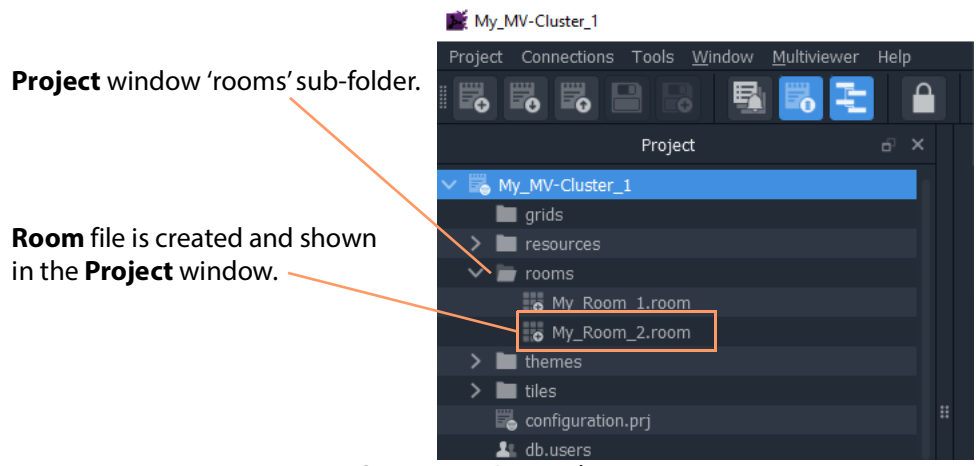 My_MV-Cluster_1
Project Connections Tools Window Multiviewer Help
Project window ‘rooms’ sub-folder.
Project
My_MV-Cluster_1
grids
Room file is created and shown
in the Project window.
resources
rooms
My_Room_1.room
My_Room_2.room
themes
tiles
configuration.prj
db.users